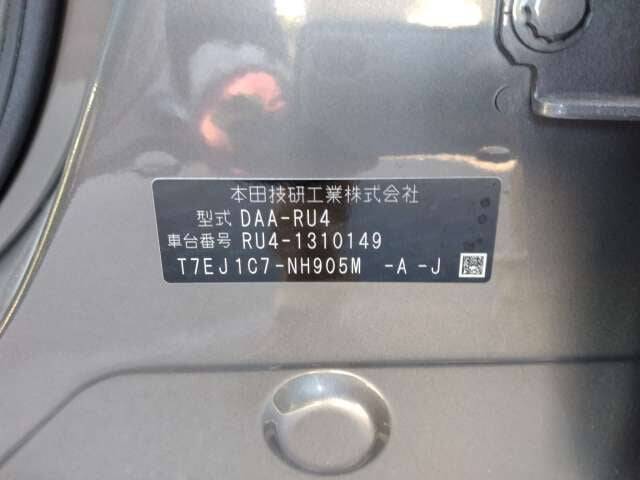 本田技研工業株式会社
型式 DAA-RU4
車台番号 RU4-1310149
T7EJ1C7-NH905M -A -J